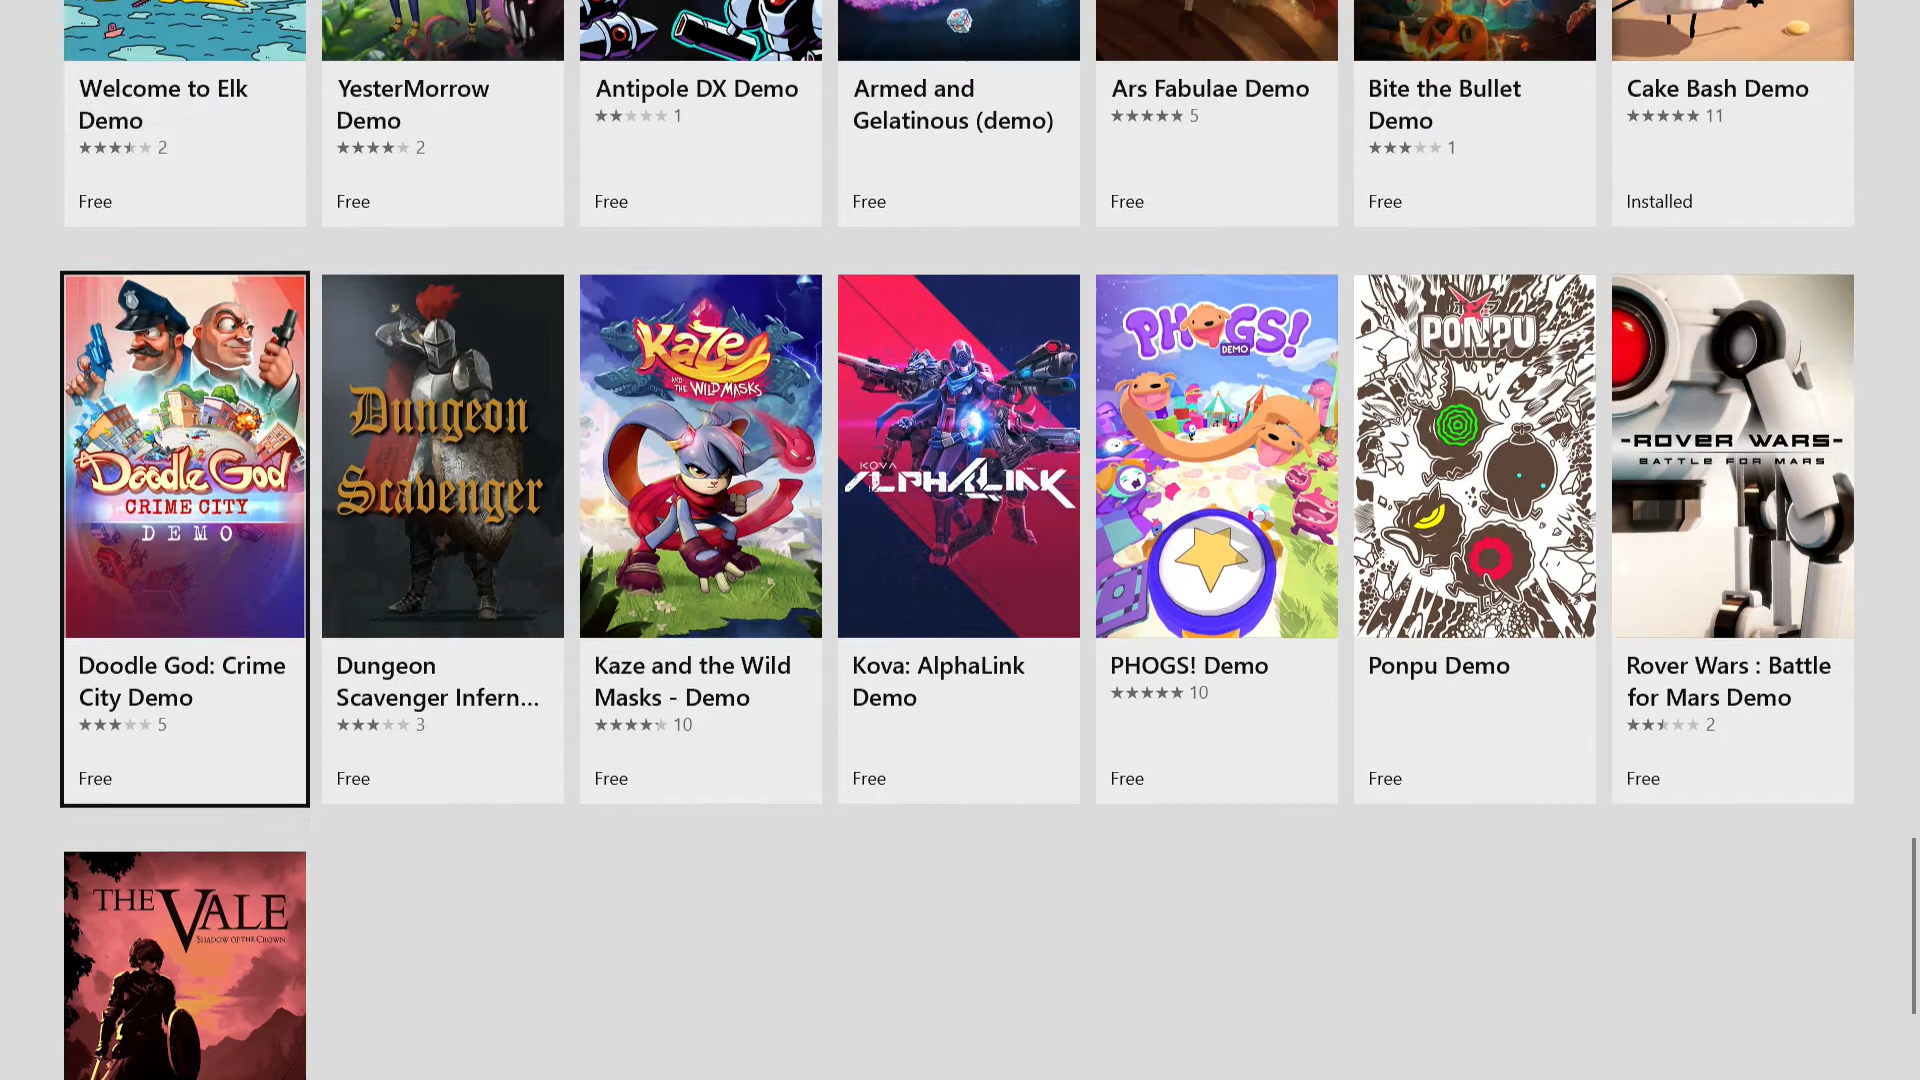 Welcome to Elk
Demo
2
Free
YesterMorrow
Demo
2
Free
Antipole DX Demo
1
Free
Armed and
Gelatinous (demo)
Free
Ars Fabulae Demo
5
Free
Bite the Bullet
Demo
1
Free
Cake Bash Demo
11
Installed
Doodle God
CRIME CITY
DEMO
Doodle God: Crime
City Demo
5
Free
Dungeon
Scavenger
Dungeon
Scavenger Infern...
3
Free
KAZE
AND THE WILD MASKS
Kaze and the Wild
Masks - Demo
10
Free
KOVA
ALPHALINK
Kova: AlphaLink
Demo
Free
PHOGS!
DEMO
PHOGS! Demo
10
Free
PONPU
Ponpu Demo
Free
-ROVER WARS-
BATTLE FOR MARS
Rover Wars : Battle
for Mars Demo
2
Free
THE VALE
SHADOW OF THE CROWN